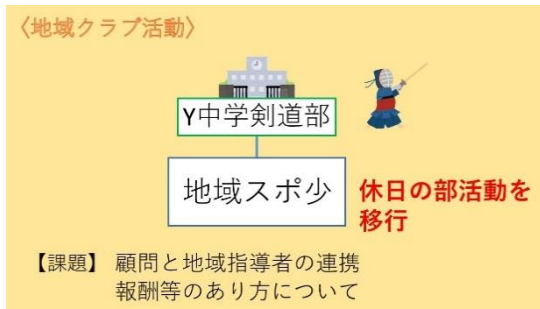 〈地域クラブ活動〉
Y中学剣道部
地域スポ少
休日の部活動を
移行
【課題】 顧問と地域指導者の連携
報酬等のあり方について